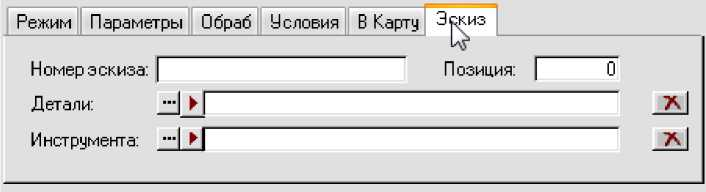 Режим Параметры Обраб Условия В Карту Эскиз
Номер эскиза: Позиция: 0
Детали: ...
Инструмента: ...